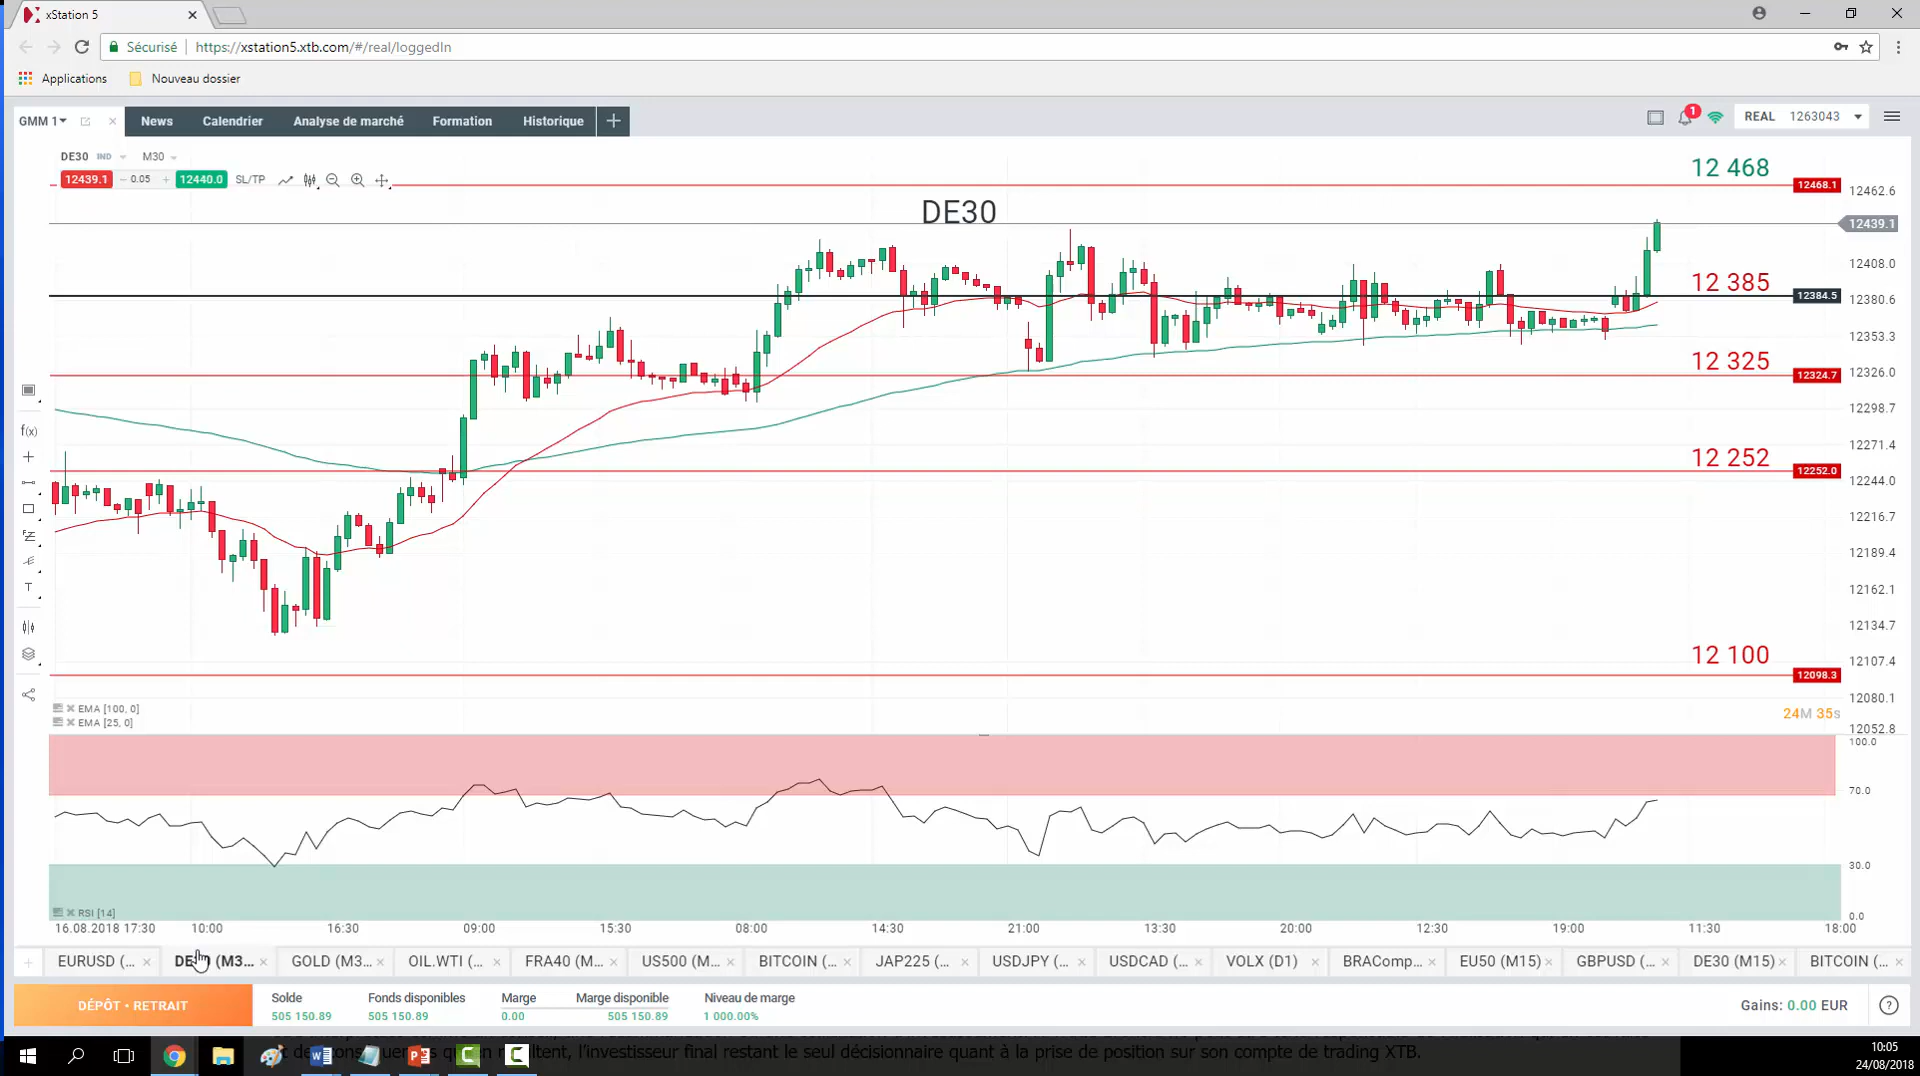 xStation 5
Sécurisé https://xstation5.xtb.com/#/real/loggedIn
Applications Nouveau dossier
GMM 1 News Calendrier Analyse de marché Formation Historique 1 REAL 1263043
DE30 IND M30
12439.1 0.05 12440.0 SL/TP
12 468
12468.1
12462.6
DE30
12439.1
12408.0
12 385
12384.5
12380.6
12353.3
12 325
12326.0
12324.7
12298.7
12271.4
12 252
12252.0
12244.0
12216.7
12189.4
12162.1
12134.7
12107.4
12 100
12098.3
12080.1
EMA [100, 0]
EMA [25, 0]
24M 35s
12052.8
100.0
70.0
30.0
RSI [14]
0.0
16.08.2018 17:30 10:00 16:30 09:00 15:30 08:00 14:30 21:00 13:30 20:00 12:30 19:00 11:30 18:00
EURUSD (... (M3... GOLD (M3... OIL.WTI (... FRA40 (M... US500 (M... BITCOIN (... JAP225 (... USDJPY (... USDCAD (... VOLX (D1) BRAComp... EU50 (M15) GBPUSD (... DE30 (M15) BITCOIN (...
DÉPÔT • RETRAIT
Solde Fonds disponibles Marge Marge disponible Niveau de marge
505 150.89 505 150.89 0.00 505 150.89 1 000.00%
Gains: 0.00 EUR
l'investisseur final restant le seul décisionnaire quant à la prise de position sur son compte de trading XTB.
10:05
24/08/2018